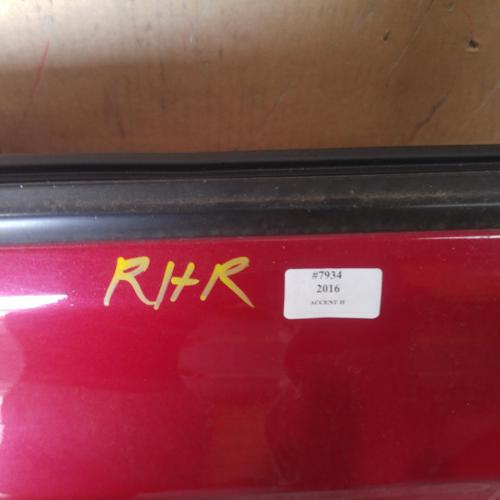 RHR
#7934
2016
ACCENT H